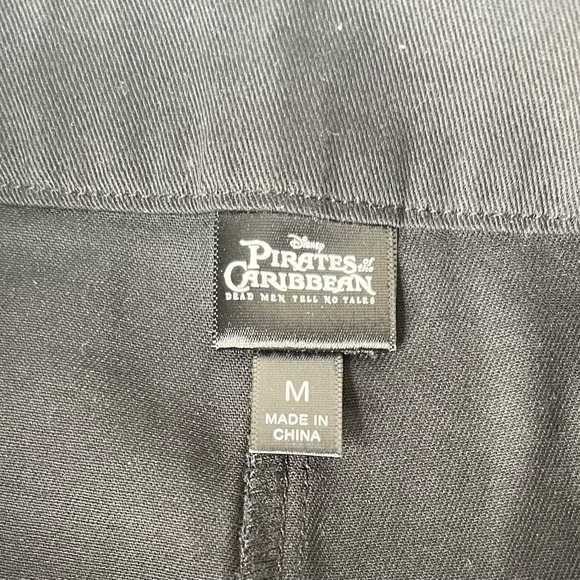 Disney
PIRATES of the
CARIBBEAN
DEAD MEN TELL NO TALES
M
MADE IN
CHINA